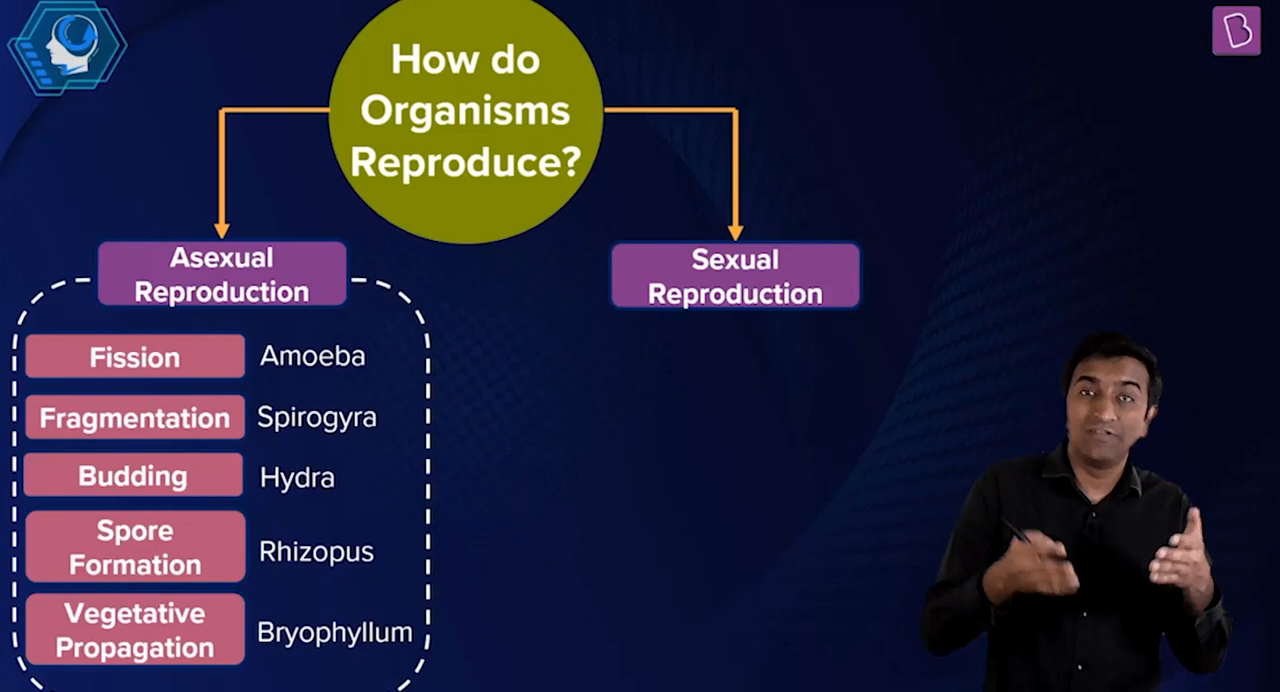 How do
Organisms
Reproduce?
Asexual
Reproduction
Sexual
Reproduction
Fission
Amoeba
Fragmentation
Spirogyra
Budding
Hydra
Spore
Formation
Rhizopus
Vegetative
Propagation
Bryophyllum
B